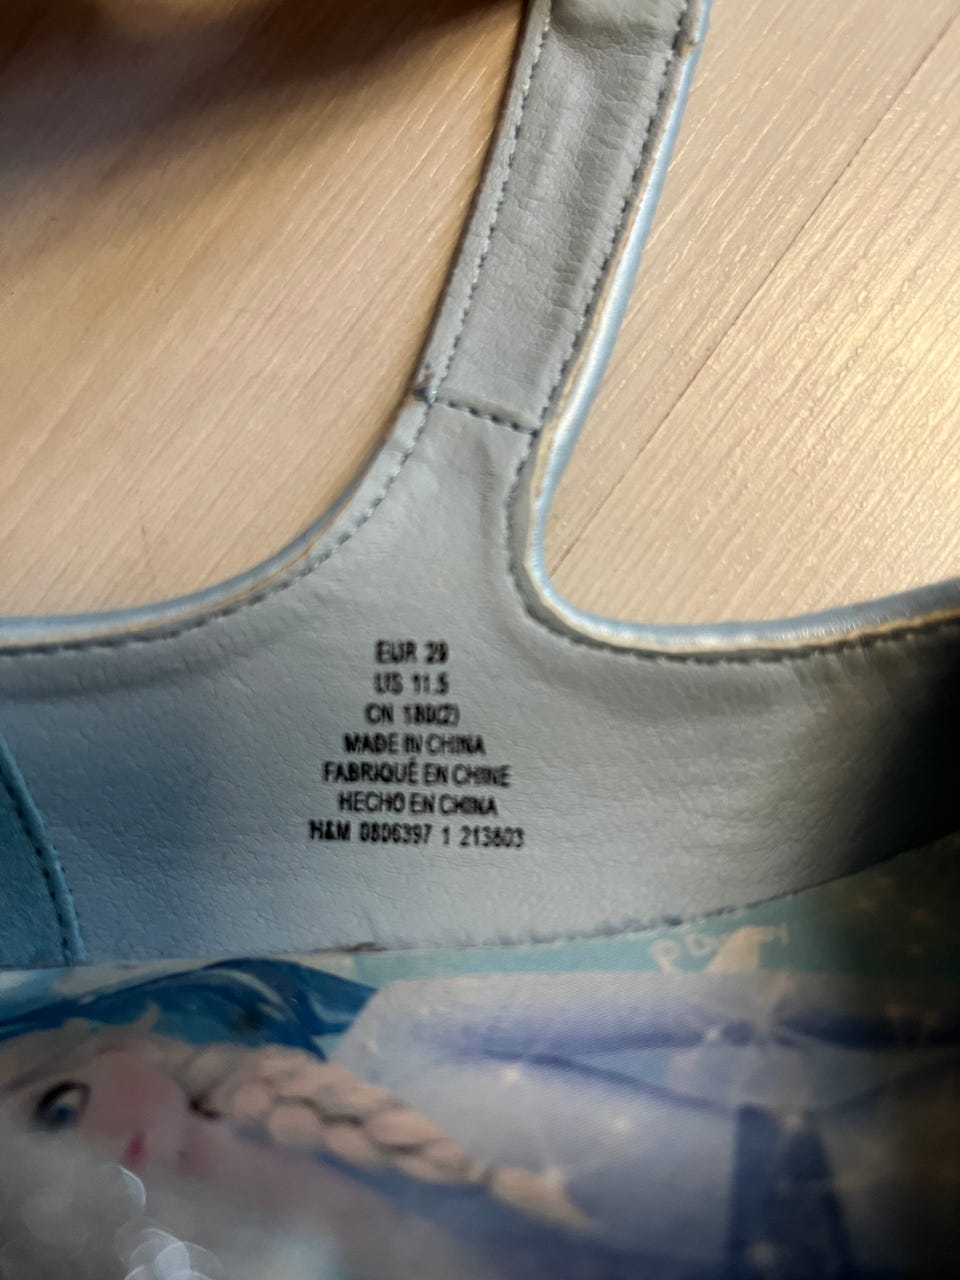 EUR 29
US 11.5
CN 180(2)
MADE IN CHINA
FABRIQUÉ EN CHINE
HECHO EN CHINA
H&M 0806397 1 213603